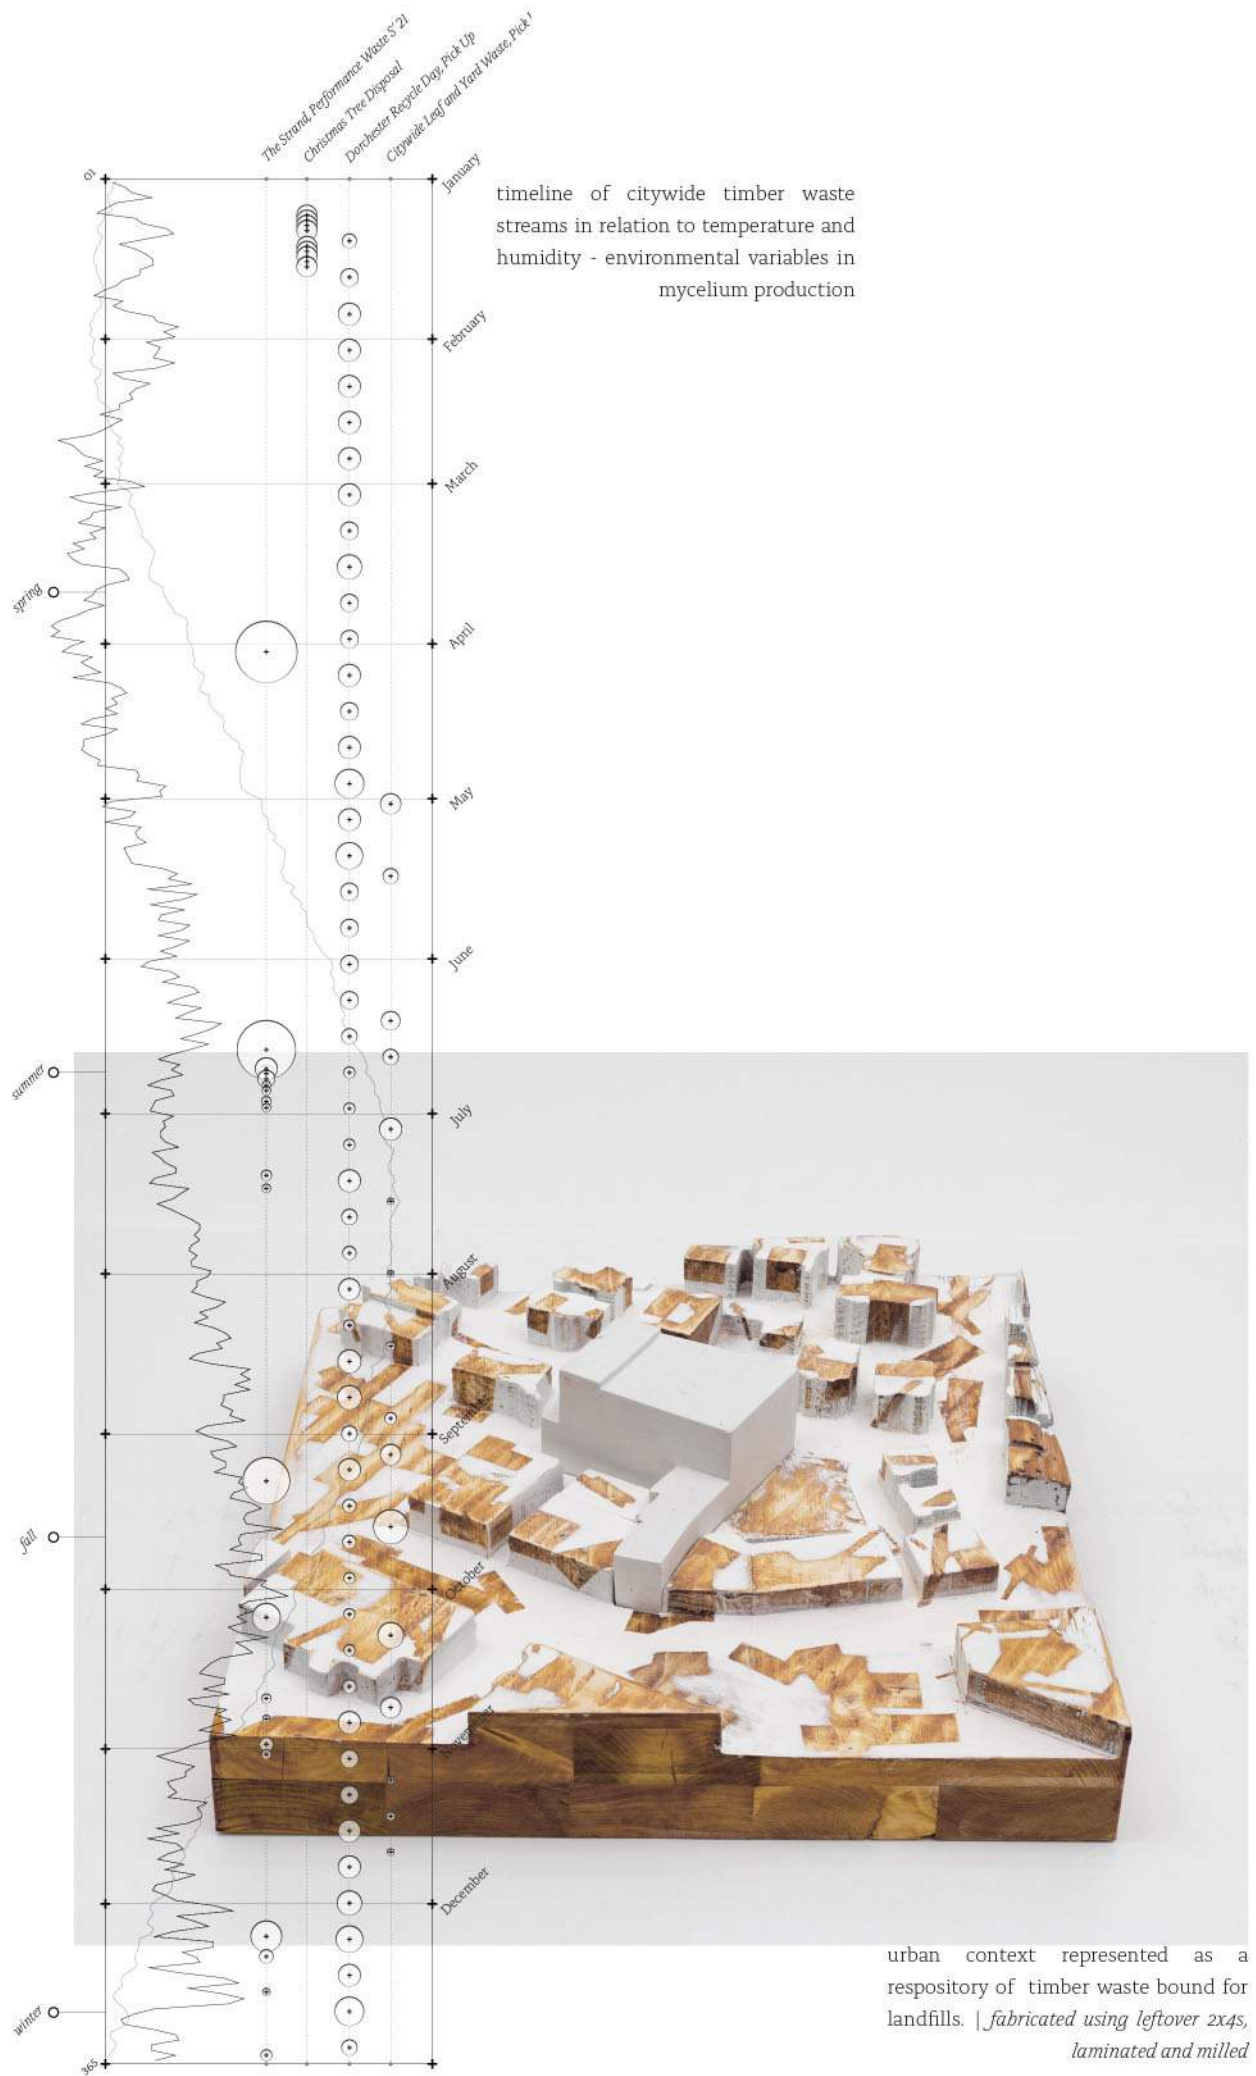 The Strand, Performance Waste S' 21
Christmas Tree Disposal
Dorchester Recycle Day, Pick Up
Citywide Leaf and Yard Waste, Pick
01
January
timeline of citywide timber waste
streams in relation to temperature and
humidity - environmental variables in
mycelium production
February
March
spring
April
May
June
summer
July
August
September
fall
October
November
December
urban context represented as a
respository of timber waste bound for
landfills. | fabricated using leftover 2x4s,
laminated and milled
winter
365